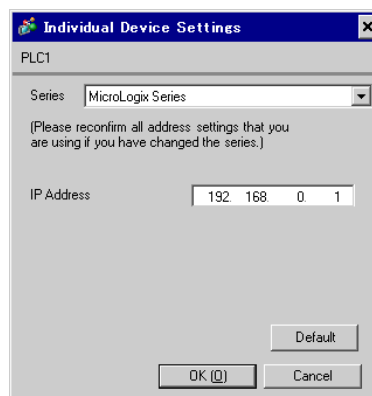 Individual Device Settings
PLC1
Series MicroLogix Series
(Please reconfirm all address settings that you
are using if you have changed the series.)
IP Address 192. 168. 0. 1
Default
OK (O) Cancel